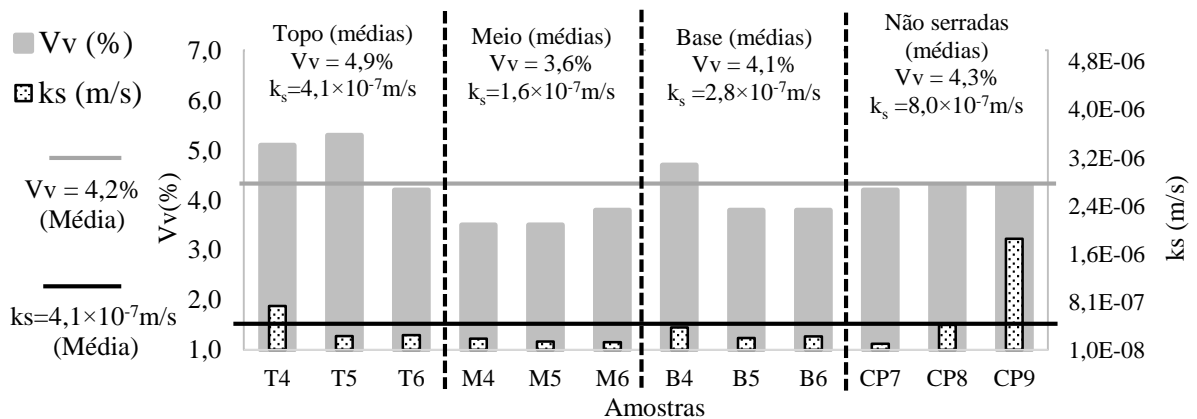 Vv (%)
ks (m/s)
Vv = 4,2%
(Média)
ks=4,1×10⁻⁷m/s
(Média)
Topo (médias)
Vv = 4,9%
kₛ=4,1×10⁻⁷m/s
Meio (médias)
Vv = 3,6%
kₛ=1,6×10⁻⁷m/s
Base (médias)
Vv = 4,1%
kₛ =2,8×10⁻⁷m/s
Não serradas
(médias)
Vv = 4,3%
kₛ =8,0×10⁻⁷m/s
Vv(%)
7,0
6,0
5,0
4,0
3,0
2,0
1,0
4,8E-06
4,0E-06
3,2E-06
2,4E-06
1,6E-06
8,1E-07
1,0E-08
ks (m/s)
T4 T5 T6 M4 M5 M6 B4 B5 B6 CP7 CP8 CP9
Amostras